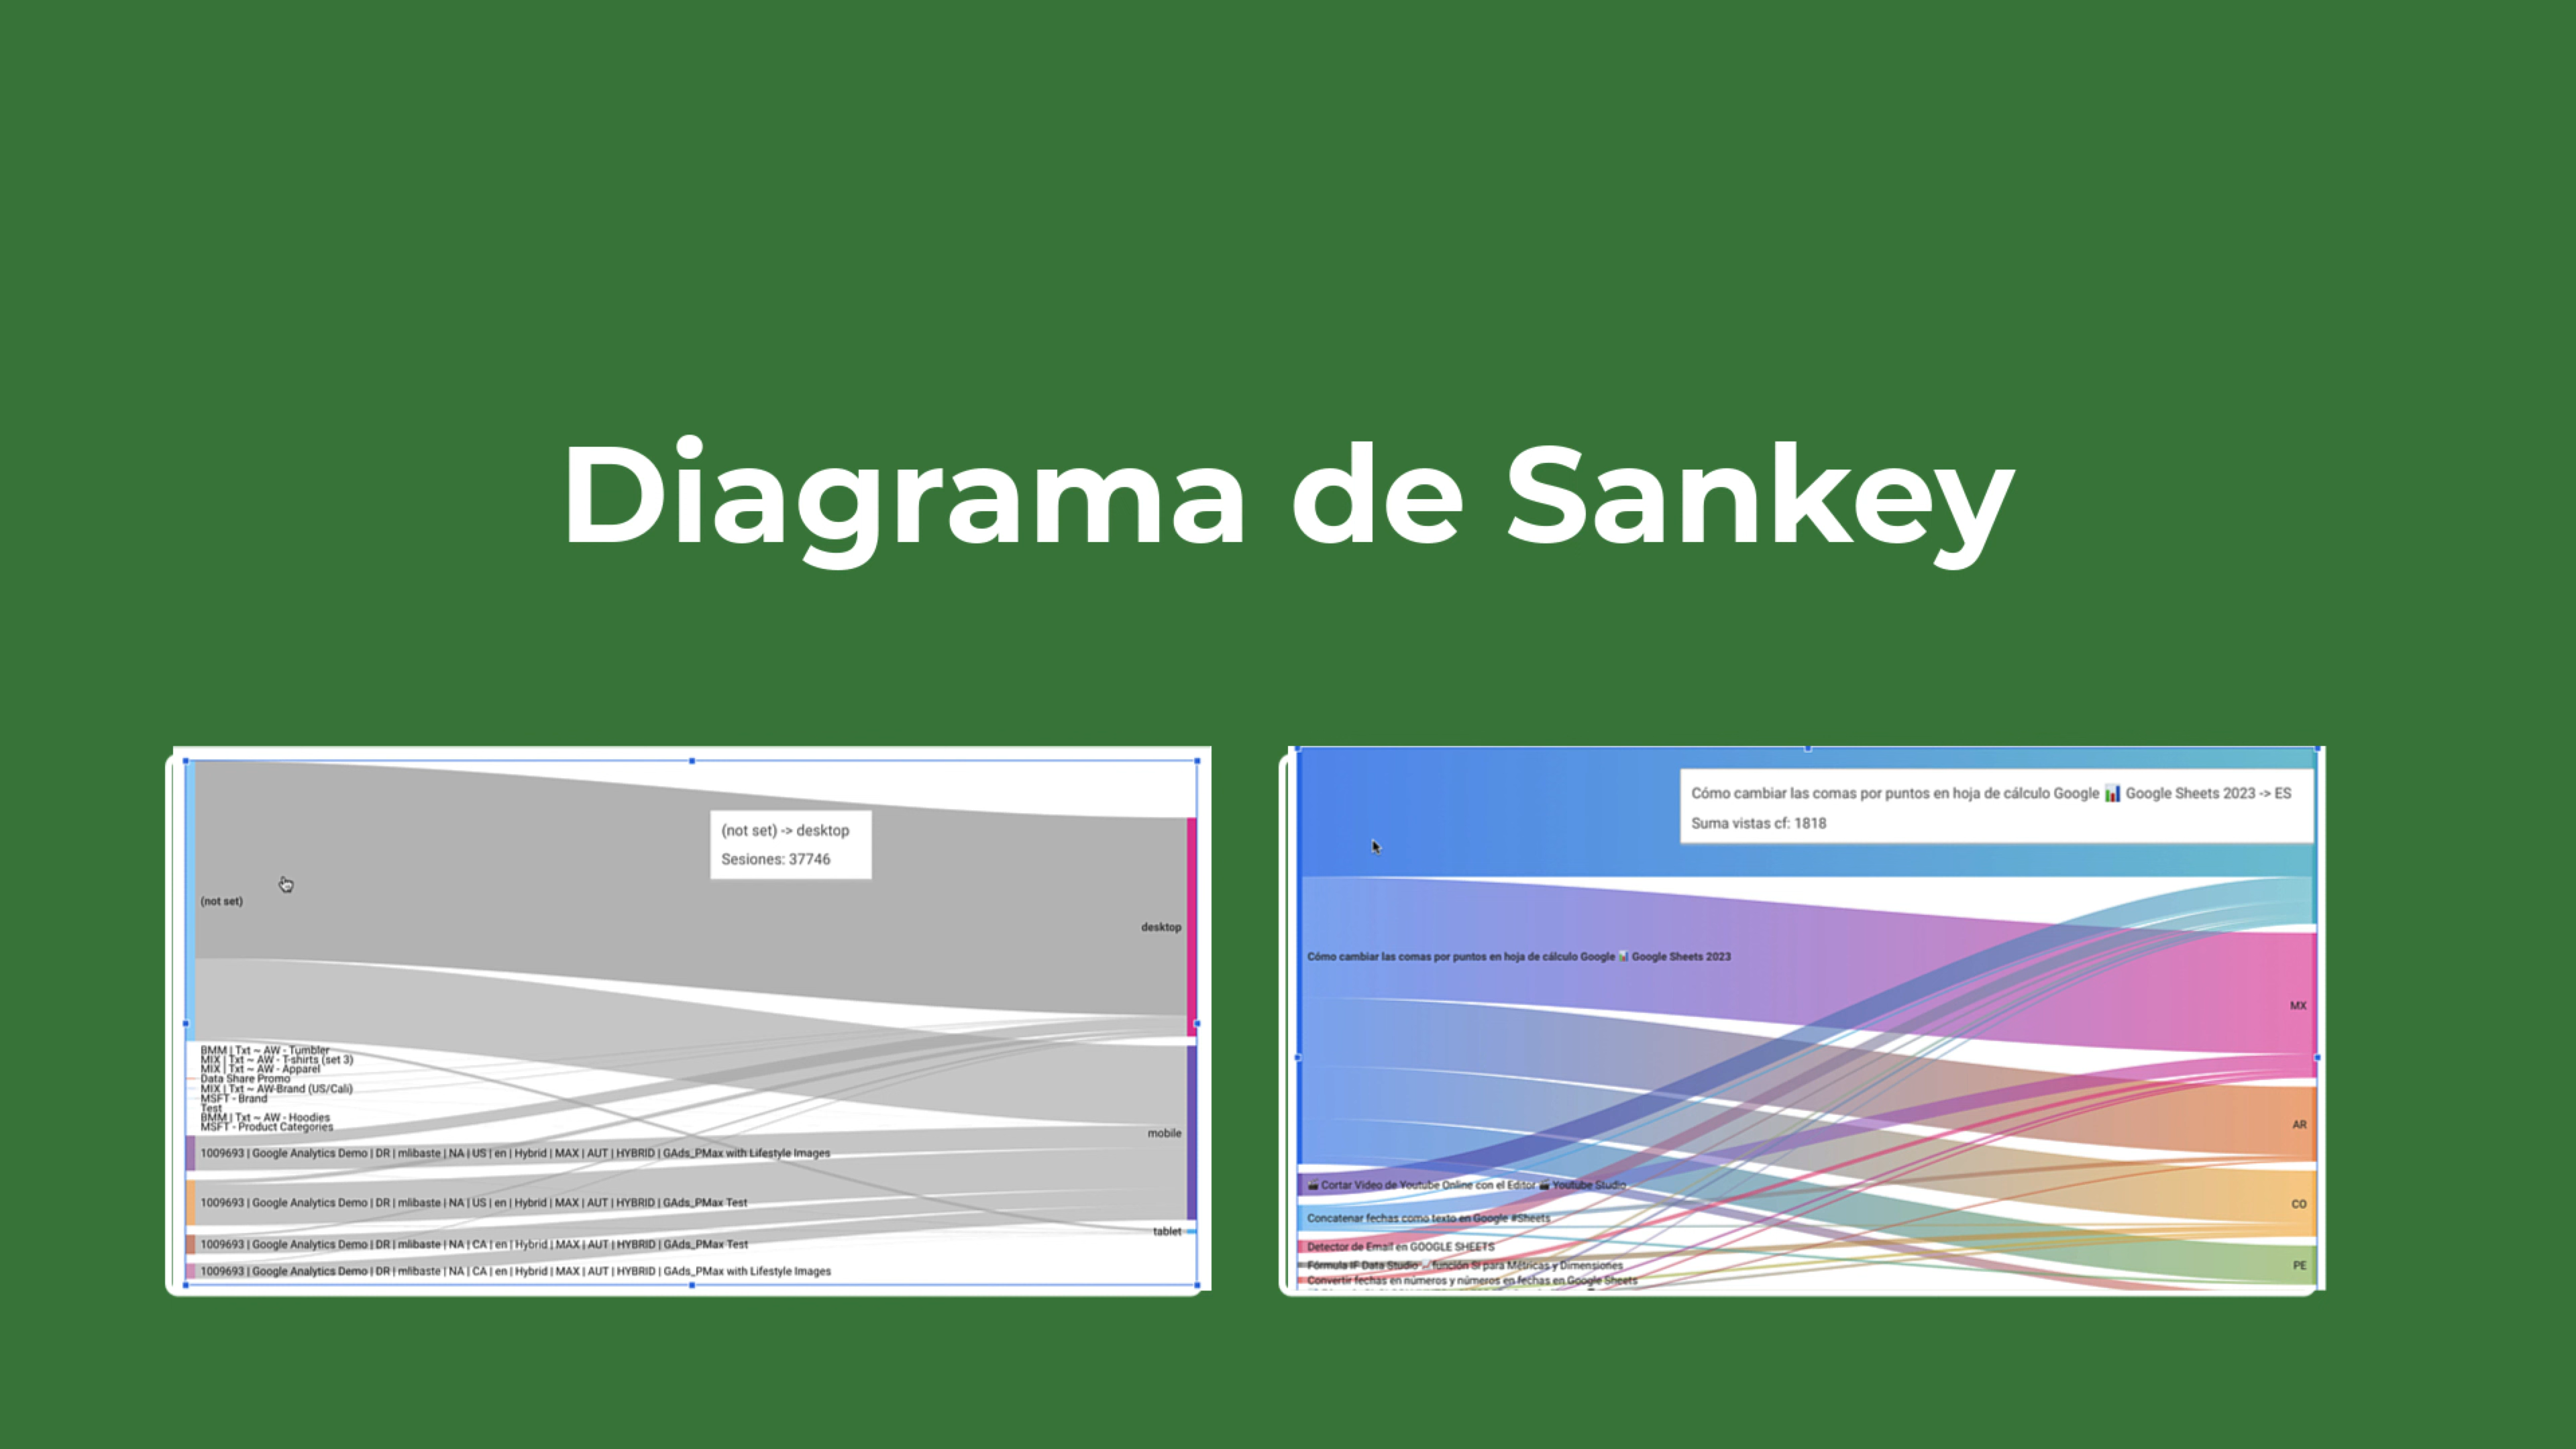 Diagrama de Sankey
(not set) -> desktop
Sesiones: 37746
(not set)
desktop
BMM | Txt ~ AW - Tumbler
MIX | Txt ~ AW - T-shirts (set 3)
MIX | Txt ~ AW - Apparel
Data Share Promo
MIX | Txt ~ AW-Brand (US/Cali)
MSFT - Brand
Test
BMM | Txt ~ AW - Hoodies
MSFT - Product Categories
mobile
1009693 | Google Analytics Demo | DR | mlibaste | NA | US | en | Hybrid | MAX | AUT | HYBRID | GAds_PMax with Lifestyle Images
1009693 | Google Analytics Demo | DR | mlibaste | NA | US | en | Hybrid | MAX | AUT | HYBRID | GAds_PMax Test
tablet
1009693 | Google Analytics Demo | DR | mlibaste | NA | CA | en | Hybrid | MAX | AUT | HYBRID | GAds_PMax Test
1009693 | Google Analytics Demo | DR | mlibaste | NA | CA | en | Hybrid | MAX | AUT | HYBRID | GAds_PMax with Lifestyle Images
Cómo cambiar las comas por puntos en hoja de cálculo Google 📊 Google Sheets 2023 -> ES
Suma vistas cf: 1818
Cómo cambiar las comas por puntos en hoja de cálculo Google 📊 Google Sheets 2023
MX
AR
🎬 Cortar Video de Youtube Online con el Editor 🎬 Youtube Studio
CO
Concatenar fechas como texto en Google #Sheets
Detector de Email en GOOGLE SHEETS
PE
Fórmula IF Data Studio 📈 función SI para Métricas y Dimensiones
Convertir fechas en números y números en fechas en Google Sheets